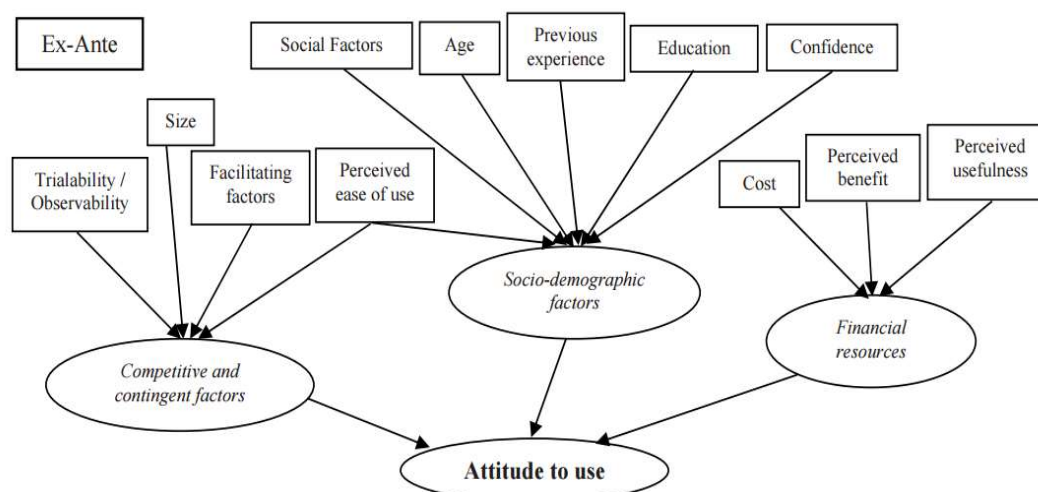 Ex-Ante
Social Factors
Age
Previous
experience
Education
Confidence
Size
Trialability /
Observability
Facilitating
factors
Perceived
ease of use
Cost
Perceived
benefit
Perceived
usefulness
Socio-demographic
factors
Financial
resources
Competitive and
contingent factors
Attitude to use